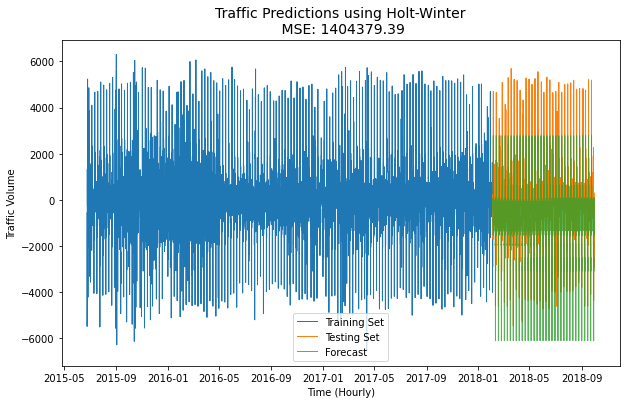 Traffic Predictions using Holt-Winter
MSE: 1404379.39
Traffic Volume
6000
4000
2000
0
−2000
−4000
−6000
Training Set
Testing Set
Forecast
2015-05 2015-09 2016-01 2016-05 2016-09 2017-01 2017-05 2017-09 2018-01 2018-05 2018-09
Time (Hourly)